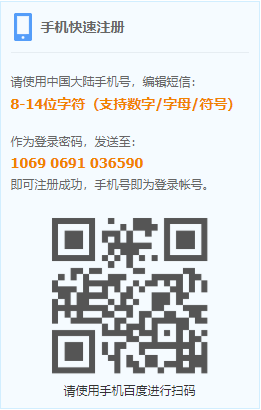 手机快速注册
请使用中国大陆手机号，编辑短信：
8-14位字符（支持数字/字母/符号）
作为登录密码，发送至：
1069 0691 036590
即可注册成功，手机号即为登录帐号。
请使用手机百度进行扫码